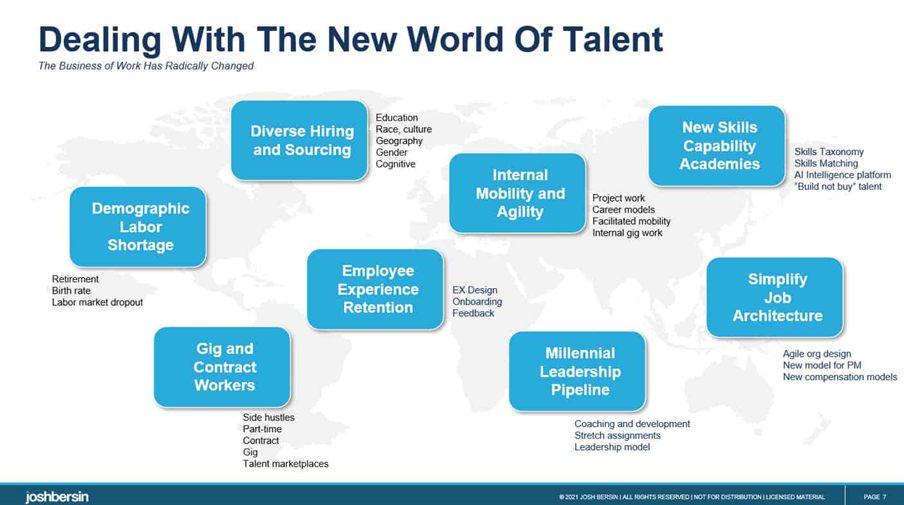 Dealing With The New World Of Talent
The Business of Work Has Radically Changed
Diverse Hiring
and Sourcing
Education
Race, culture
Geography
Gender
Cognitive
New Skills
Capability
Academies
Skills Taxonomy
Skills Matching
AI Intelligence platform
“Build not buy” talent
Internal
Mobility and
Agility
Project work
Career models
Facilitated mobility
Internal gig work
Demographic
Labor
Shortage
Retirement
Birth rate
Labor market dropout
Employee
Experience
Retention
EX Design
Onboarding
Feedback
Simplify
Job
Architecture
Agile org design
New model for PM
New compensation models
Gig and
Contract
Workers
Side hustles
Part-time
Contract
Gig
Talent marketplaces
Millennial
Leadership
Pipeline
Coaching and development
Stretch assignments
Leadership model
joshbersin
© 2021 JOSH BERSIN | ALL RIGHTS RESERVED | NOT FOR DISTRIBUTION | LICENSED MATERIAL
PAGE 7